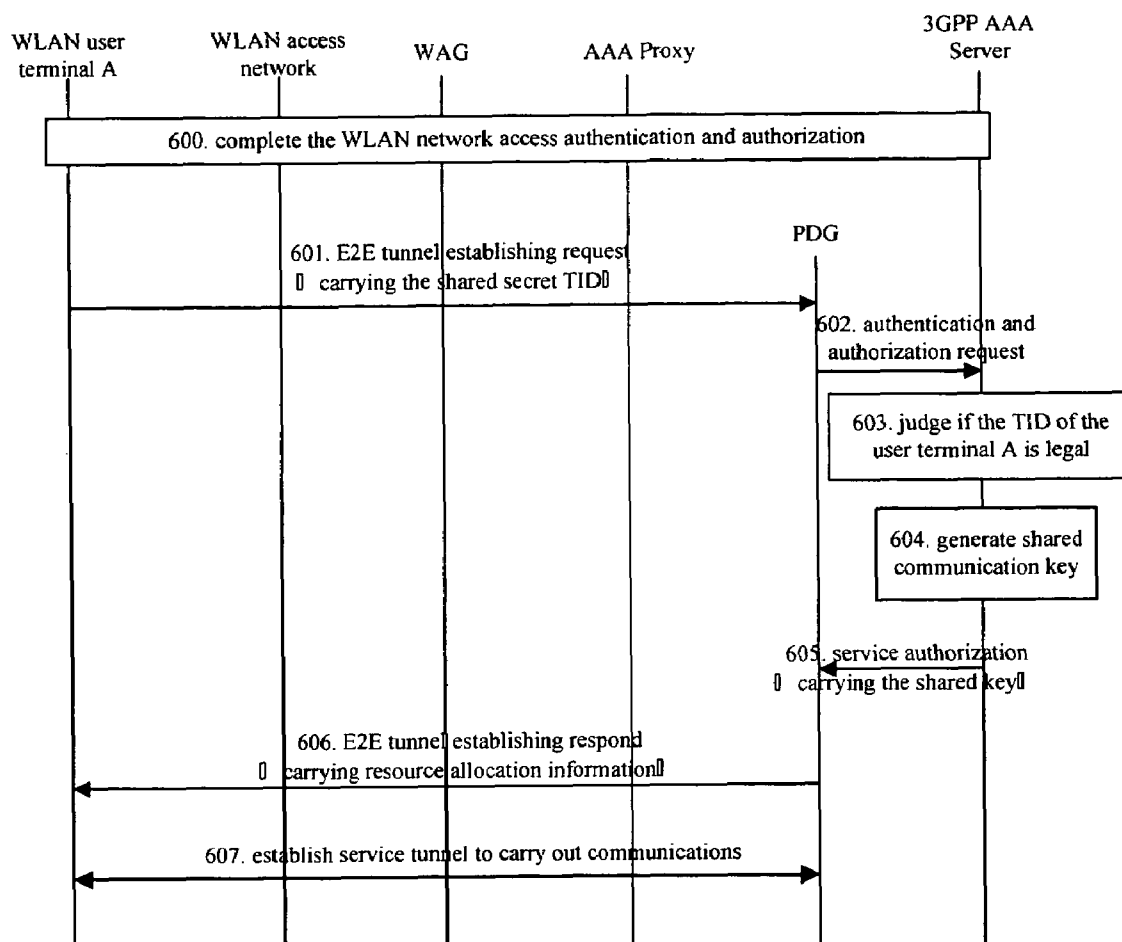 WLAN user
terminal A
WLAN access
network
WAG
AAA Proxy
3GPP AAA
Server
600. complete the WLAN network access authentication and authorization
PDG
601. E2E tunnel establishing request
▯ carrying the shared secret TID▯
602. authentication and
authorization request
603. judge if the TID of the
user terminal A is legal
604. generate shared
communication key
605. service authorization
▯ carrying the shared key▯
606. E2E tunnel establishing respond
▯ carrying resource allocation information▯
607. establish service tunnel to carry out communications